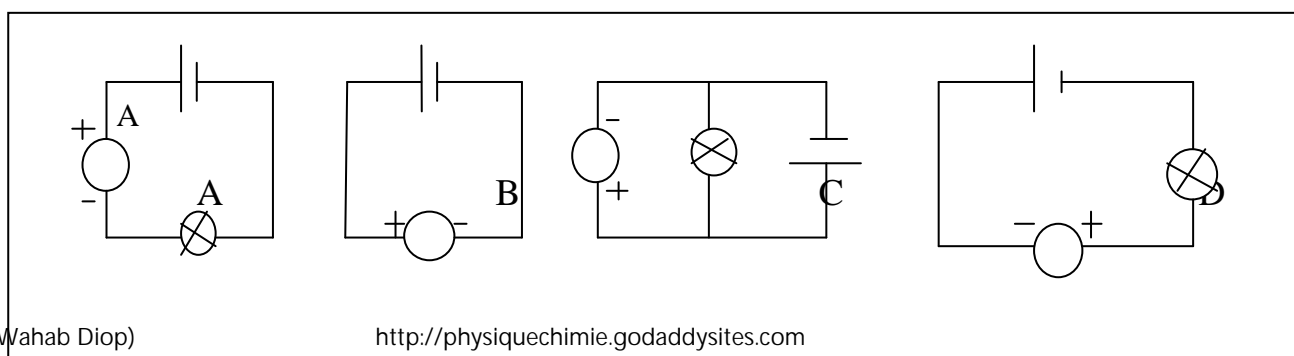 A
+
-
A
B
+ -
-
+
C
D
- +
Wahab Diop)
http://physiquechimie.godaddysites.com